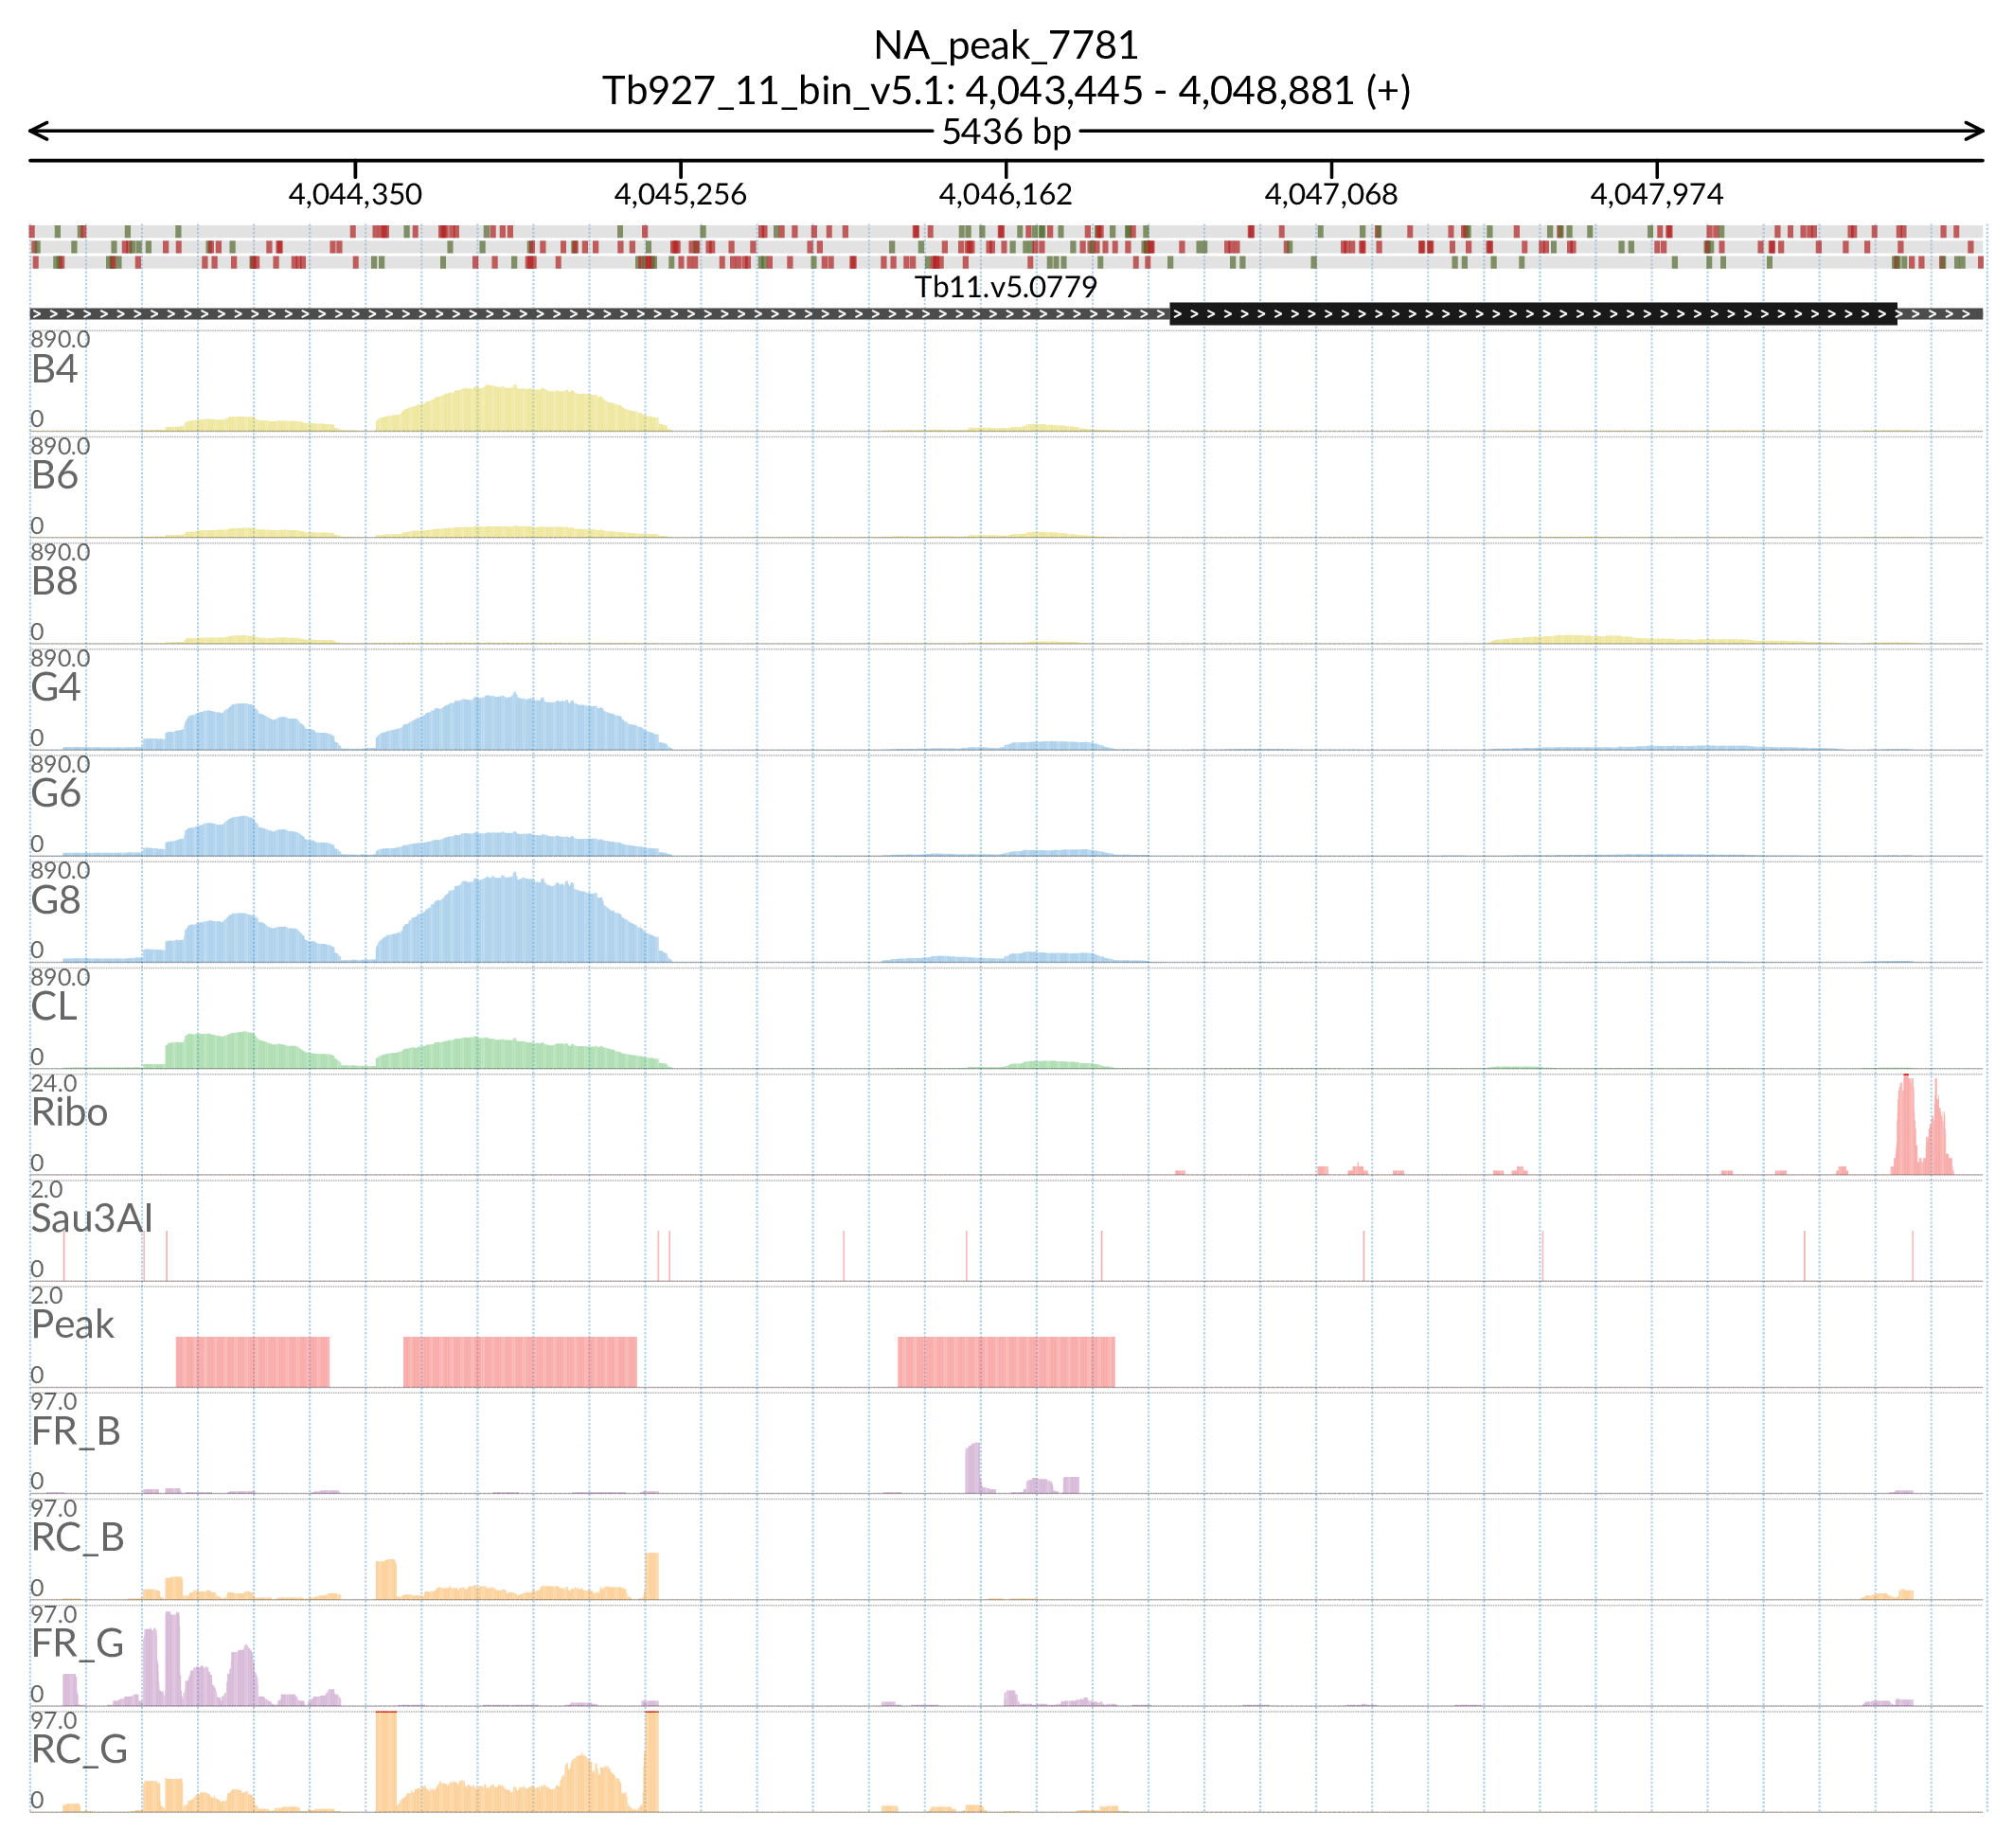 NA_peak_7781
Tb927_11_bin_v5.1: 4,043,445 - 4,048,881 (+)
5436 bp
4,044,350 4,045,256 4,046,162 4,047,068 4,047,974
Tb11.v5.0779
890.0
B4
0
890.0
B6
0
890.0
B8
0
890.0
G4
0
890.0
G6
0
890.0
G8
0
890.0
CL
0
24.0
Ribo
0
2.0
Sau3AI
0
2.0
Peak
0
97.0
FR_B
0
97.0
RC_B
0
97.0
FR_G
0
97.0
RC_G
0